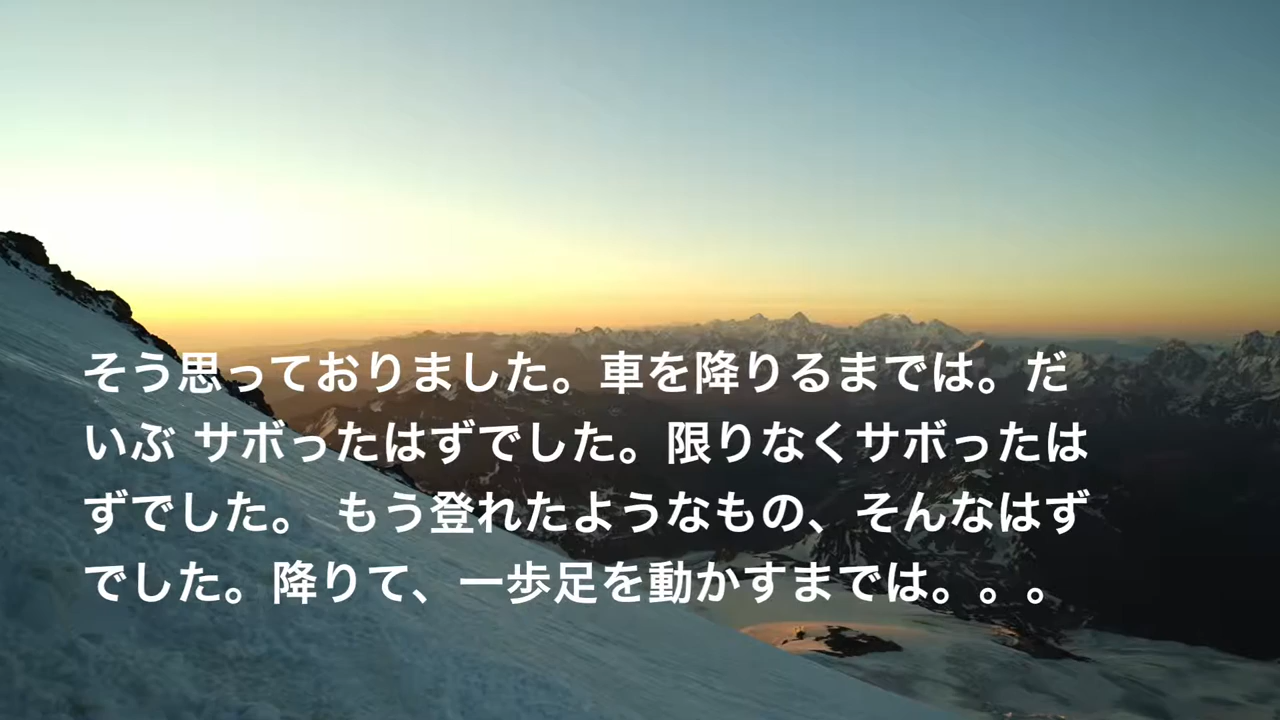 そう思っておりました。車を降りるまでは。だ
いぶ サボったはずでした。限りなくサボったは
ずでした。 もう登れたようなもの、そんなはず
でした。降りて、一歩足を動かすまでは。。。